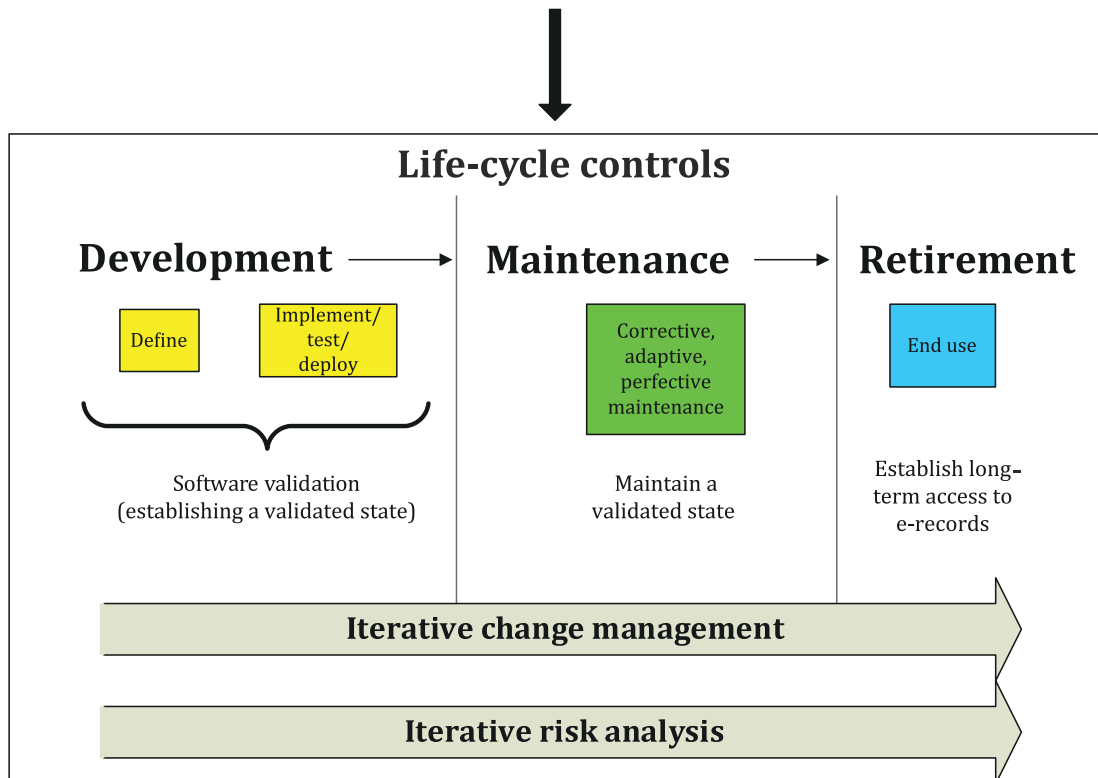 Life-cycle controls
Development
Maintenance
Retirement
Define
Implement/
test/
deploy
Corrective,
adaptive,
perfective
maintenance
End use
Software validation
(establishing a validated state)
Maintain a
validated state
Establish long-
term access to
e-records
Iterative change management
Iterative risk analysis